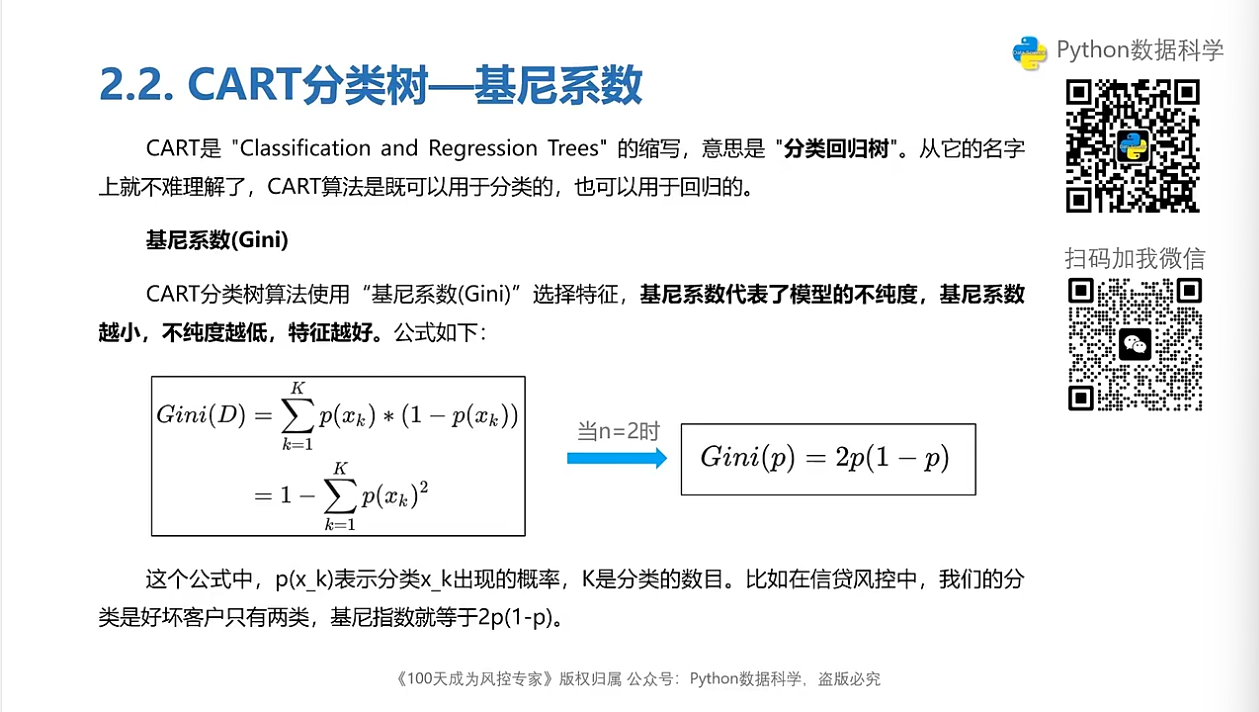 Python数据科学
2.2. CART分类树—基尼系数
CART是 "Classification and Regression Trees" 的缩写，意思是 "分类回归树"。从它的名字
上就不难理解了，CART算法是既可以用于分类的，也可以用于回归的。
扫码加我微信
基尼系数(Gini)
CART分类树算法使用“基尼系数(Gini)”选择特征，基尼系数代表了模型的不纯度，基尼系数
越小，不纯度越低，特征越好。公式如下：
Gini(D) = ∑_{k=1}^{K} p(x_k) * (1 − p(x_k))
= 1 − ∑_{k=1}^{K} p(x_k)^2
当n=2时
Gini(p) = 2p(1 − p)
这个公式中，p(x_k)表示分类x_k出现的概率，K是分类的数目。比如在信贷风控中，我们的分
类是好坏客户只有两类，基尼指数就等于2p(1-p)。
《100天成为风控专家》版权归属 公众号：Python数据科学，盗版必究